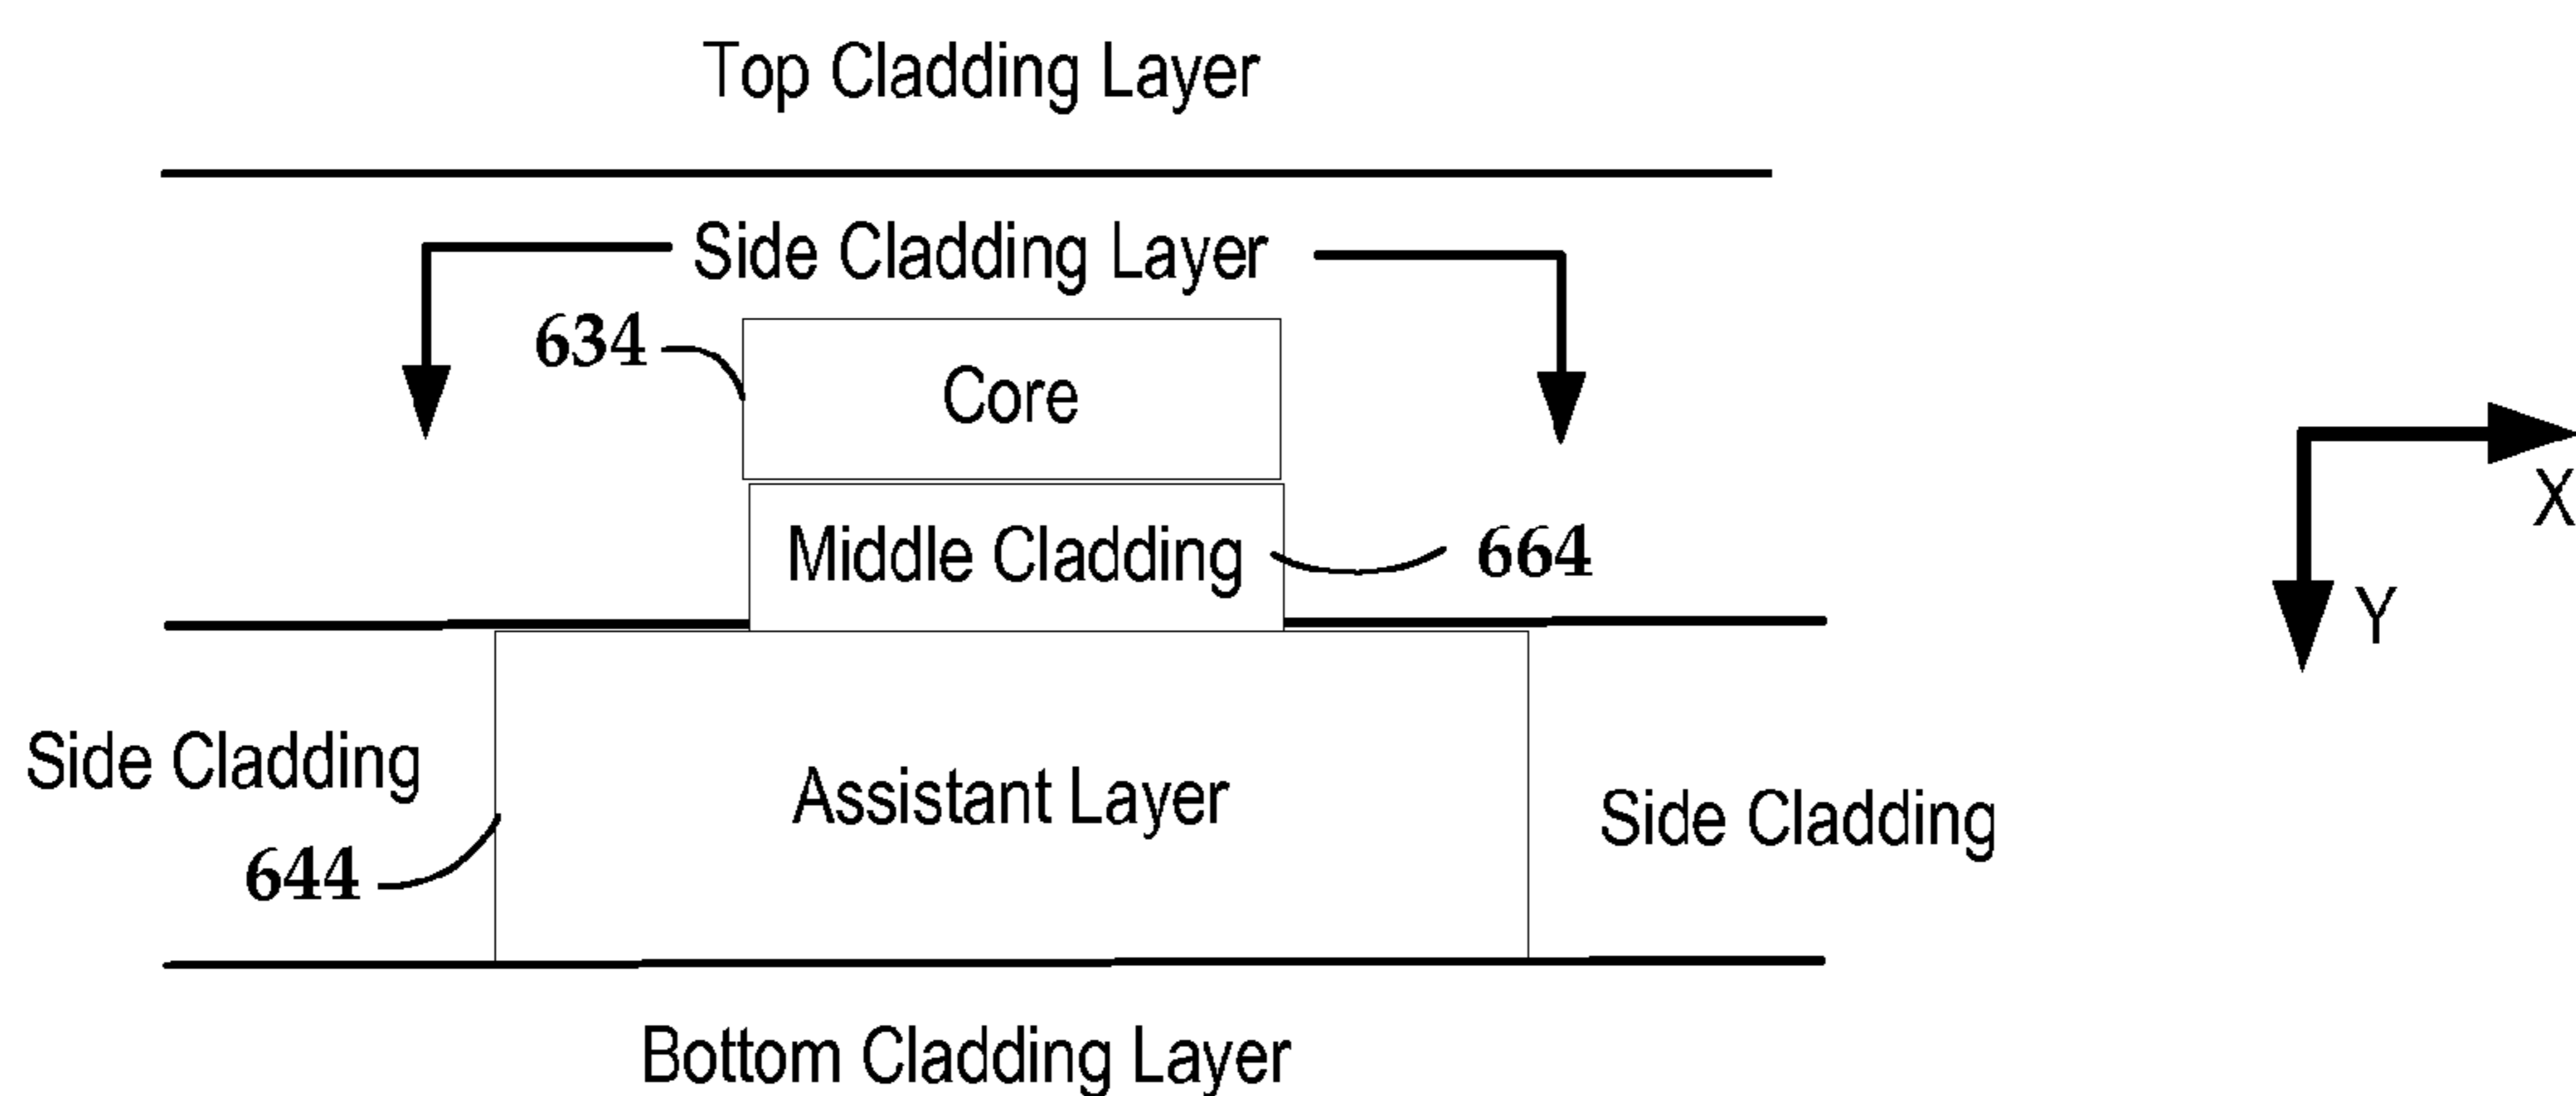 Top Cladding Layer
Side Cladding Layer
634
Core
X
Middle Cladding
664
Y
Side Cladding
Assistant Layer
Side Cladding
644
Bottom Cladding Layer